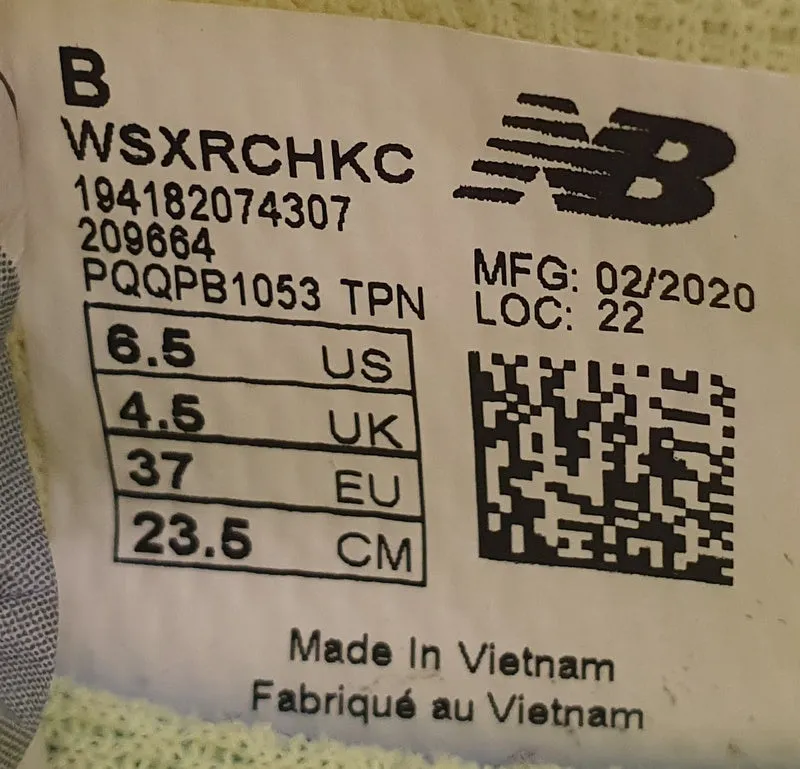 B
WSXRCHKC
194182074307
209664
PQQPB1053 TPN
6.5 US
4.5 UK
37 EU
23.5 CM
NB
MFG: 02/2020
LOC: 22
Made In Vietnam
Fabriqué au Vietnam